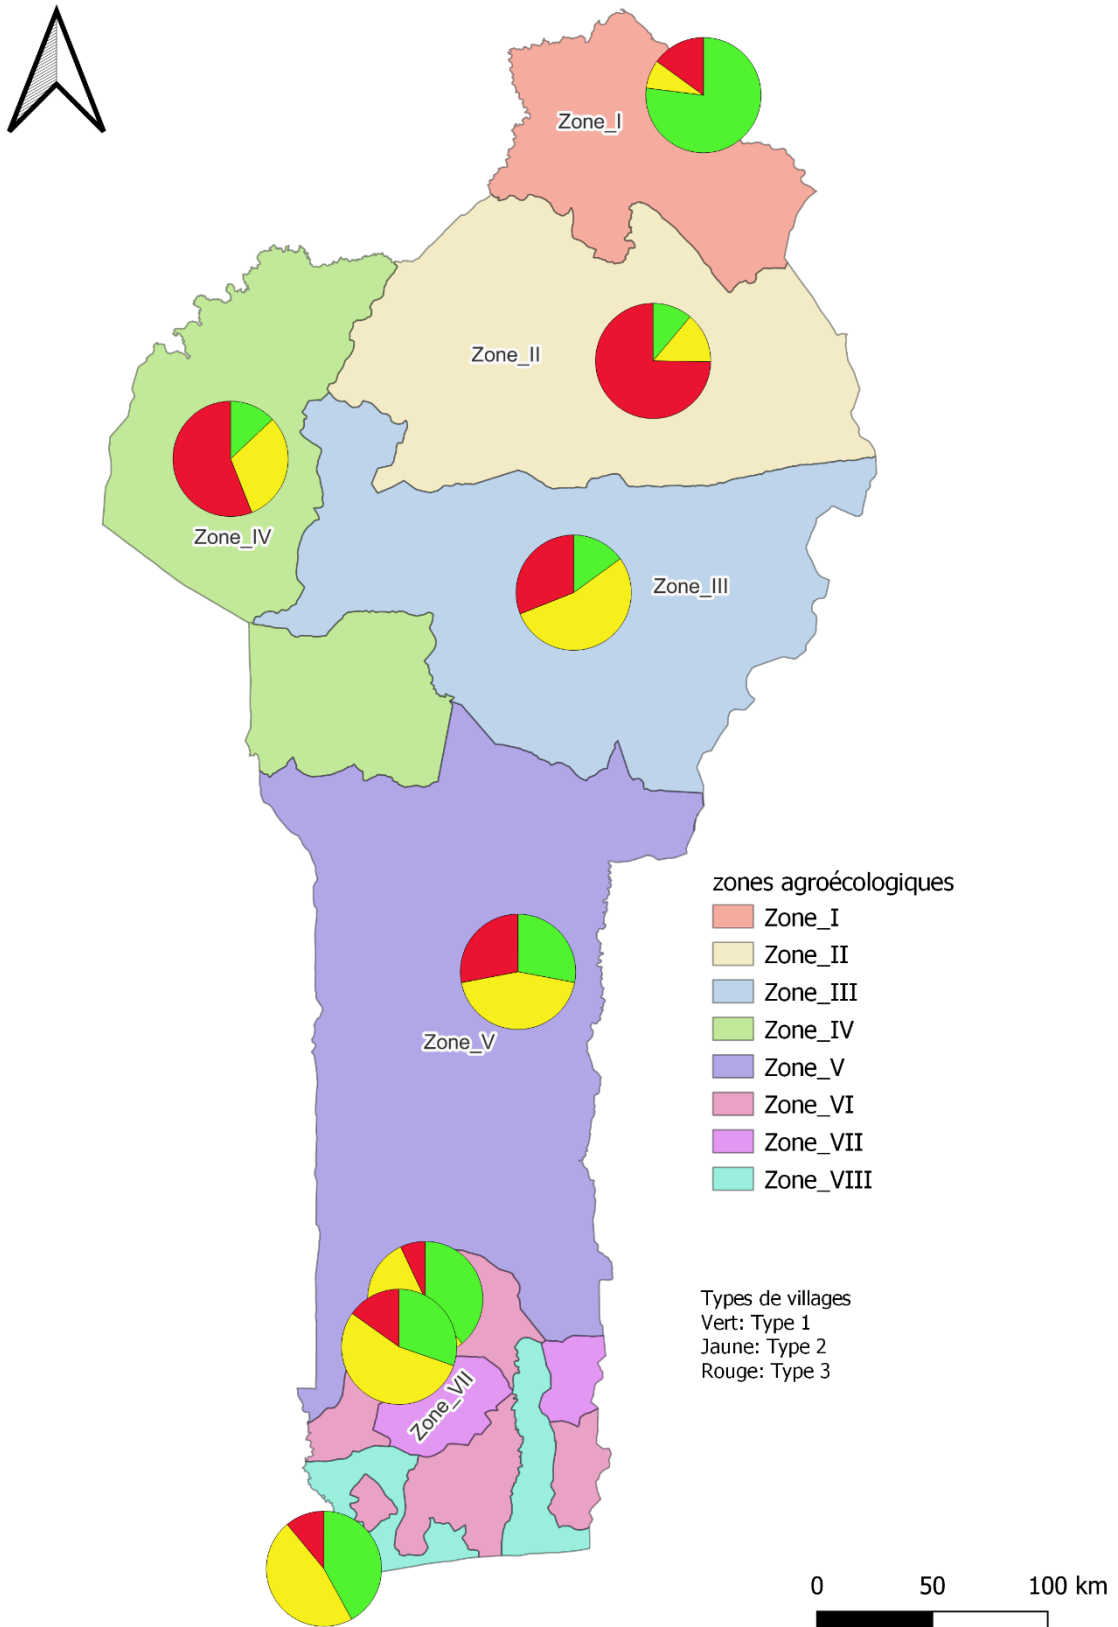 Zone_I
Zone_II
Zone_IV
Zone_III
Zone_V
zones agroécologiques
Zone_I
Zone_II
Zone_III
Zone_IV
Zone_V
Zone_VI
Zone_VII
Zone_VIII
Types de villages
Vert: Type 1
Jaune: Type 2
Rouge: Type 3
Zone_VII
0 50 100 km